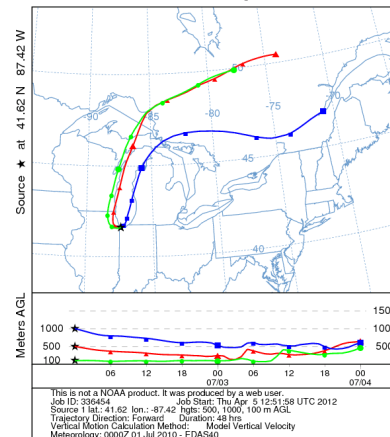 Source ★ at 41.62 N 87.42 W
-90
-85
-80
-75
-70
50
45
40
Meters AGL
1500
1000 1000
500 500
100
06 12 18 00 06 12 18 00
07/03 07/04
This is not a NOAA product. It was produced by a web user.
Job ID: 336454 Job Start: Thu Apr 5 12:51:58 UTC 2012
Source 1 lat.: 41.62 lon.: -87.42 hgts: 500, 1000, 100 m AGL
Trajectory Direction: Forward Duration: 48 hrs
Vertical Motion Calculation Method: Model Vertical Velocity
Meteorology: 0000Z 01 Jul 2010 - EDAS40